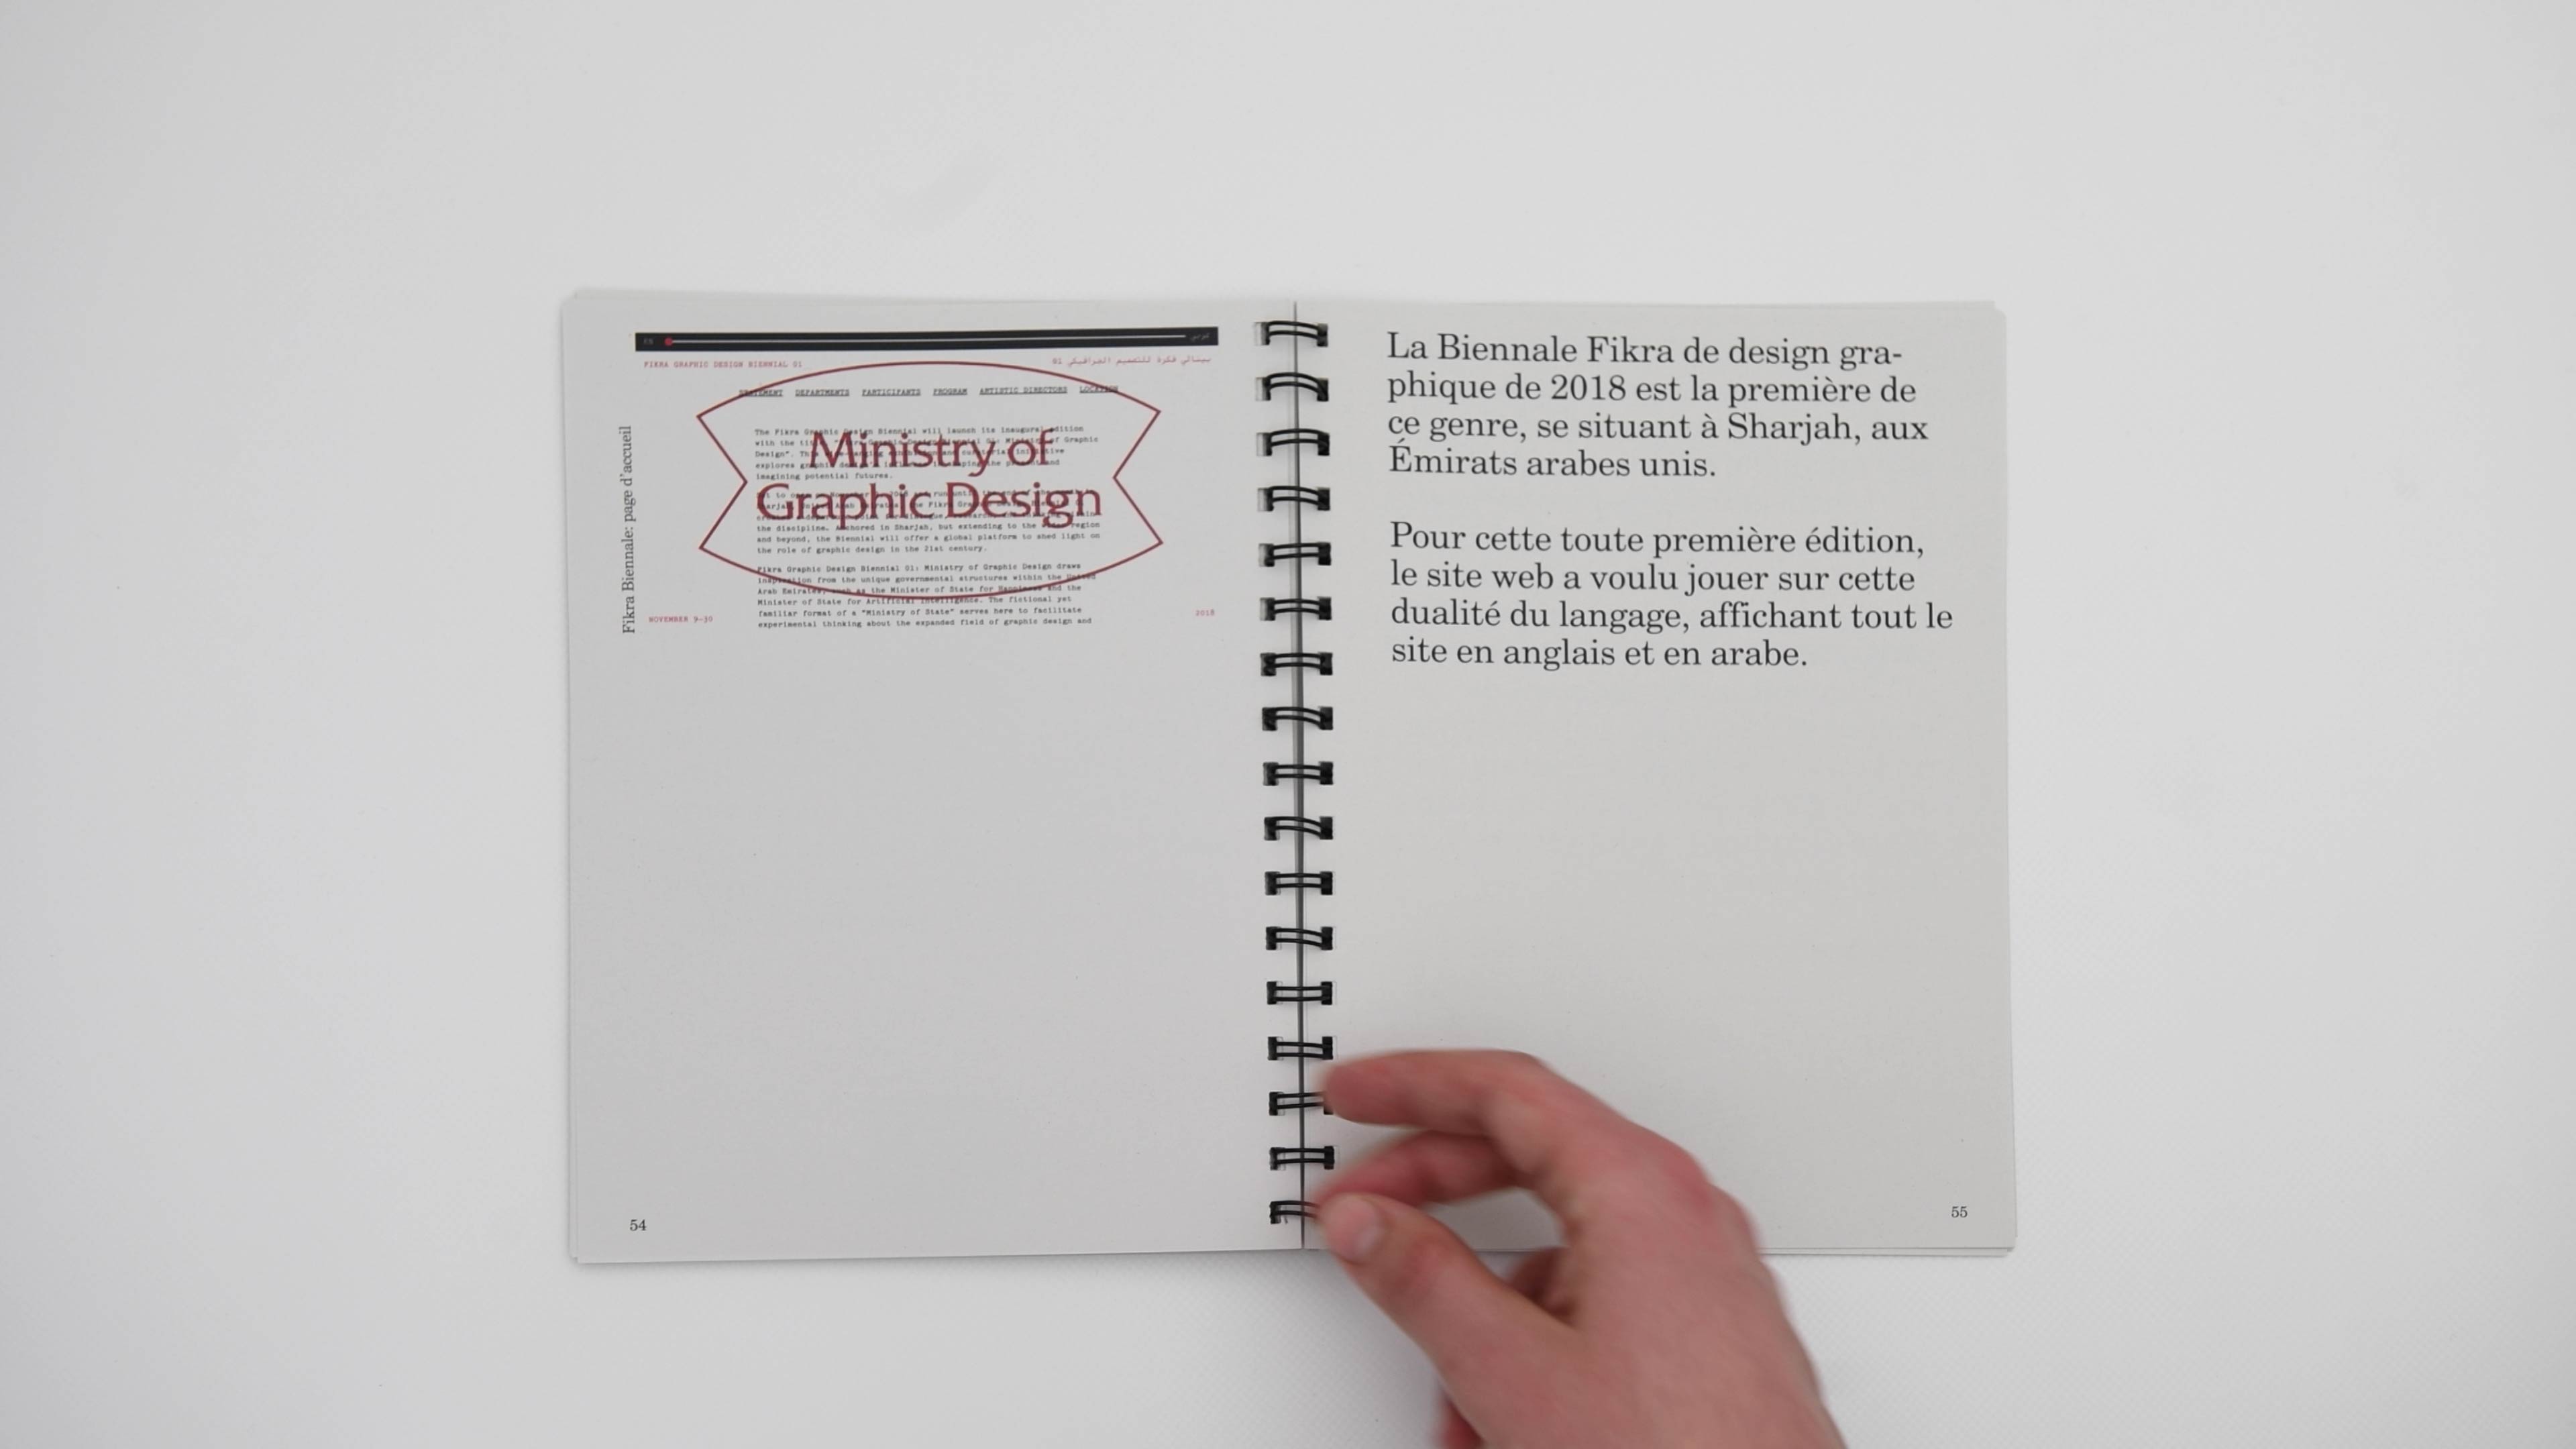 FIKRA GRAPHIC DESIGN BIENNIAL 01
بينالي فكرة للتصميم الجرافيكي 01
STATEMENT DEPARTMENTS PARTICIPANTS PROGRAM ARTISTIC DIRECTORS LOCATION
Ministry of
Graphic Design
The Fikra Graphic Design Biennial will launch its inaugural edition
with the title of Graphic
Design".
explores graphic the present and
imagining potential futures.
the discipline. Anchored in Sharjah, but extending to the region
and beyond, the Biennial will offer a global platform to shed light on
the role of graphic design in the 21st century.
Fikra Graphic Design Biennial 01: Ministry of Graphic Design draws
inspiration from the unique governmental structures within the United
Arab Emirates, such as the Minister of State for Happiness and the
Minister of State for Artificial Intelligence. The fictional yet
familiar format of a "Ministry of State" serves here to facilitate
experimental thinking about the expanded field of graphic design and
NOVEMBER 9-30
2018
Fikra Biennale: page d'accueil
54
La Biennale Fikra de design gra-
phique de 2018 est la première de
ce genre, se situant à Sharjah, aux
Émirats arabes unis.
Pour cette toute première édition,
le site web a voulu jouer sur cette
dualité du langage, affichant tout le
site en anglais et en arabe.
55